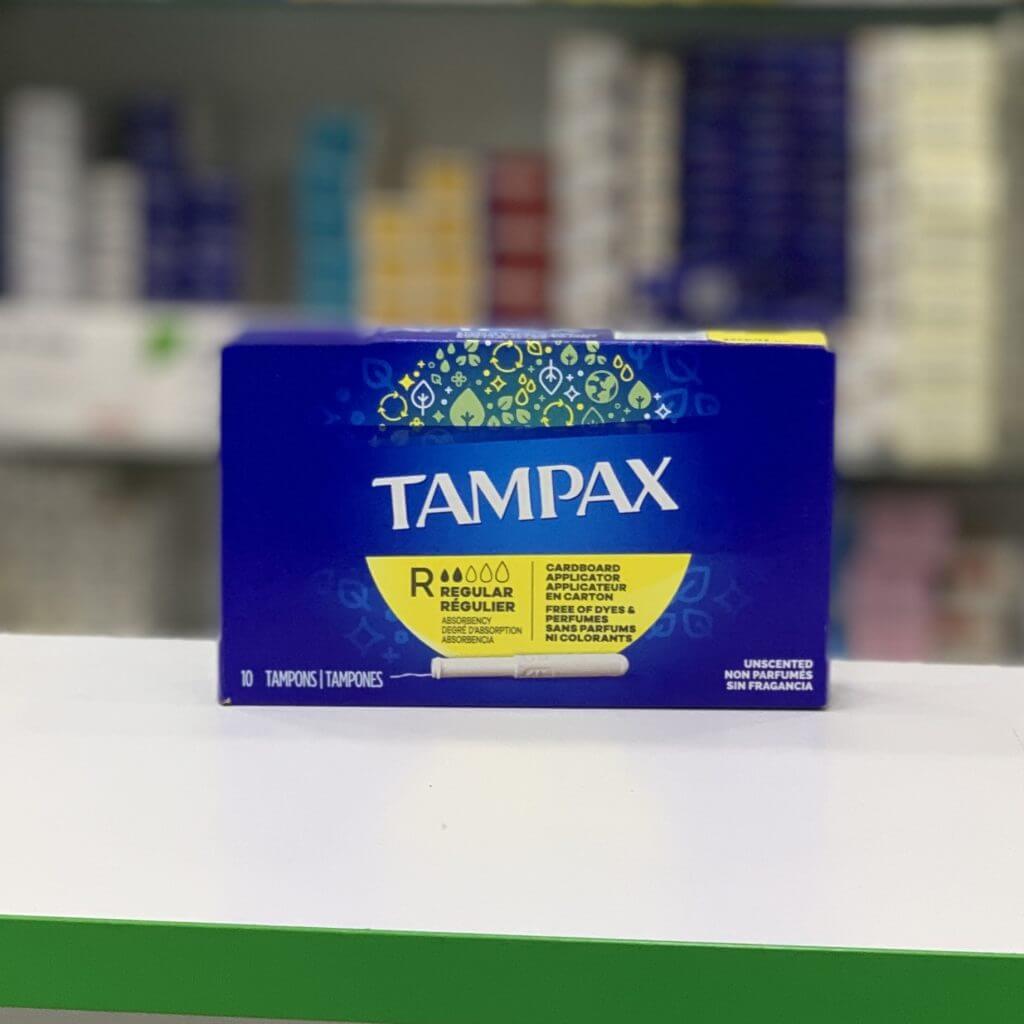 TAMPAX
R
REGULAR
RÉGULIER
ABSORBENCY
DEGRÉ D'ABSORPTION
ABSORBENCIA
CARDBOARD
APPLICATOR
APPLICATEUR
EN CARTON
FREE OF DYES &
PERFUMES
SANS PARFUMS
NI COLORANTS
10 TAMPONS | TAMPONES
UNSCENTED
NON PARFUMÉS
SIN FRAGANCIA